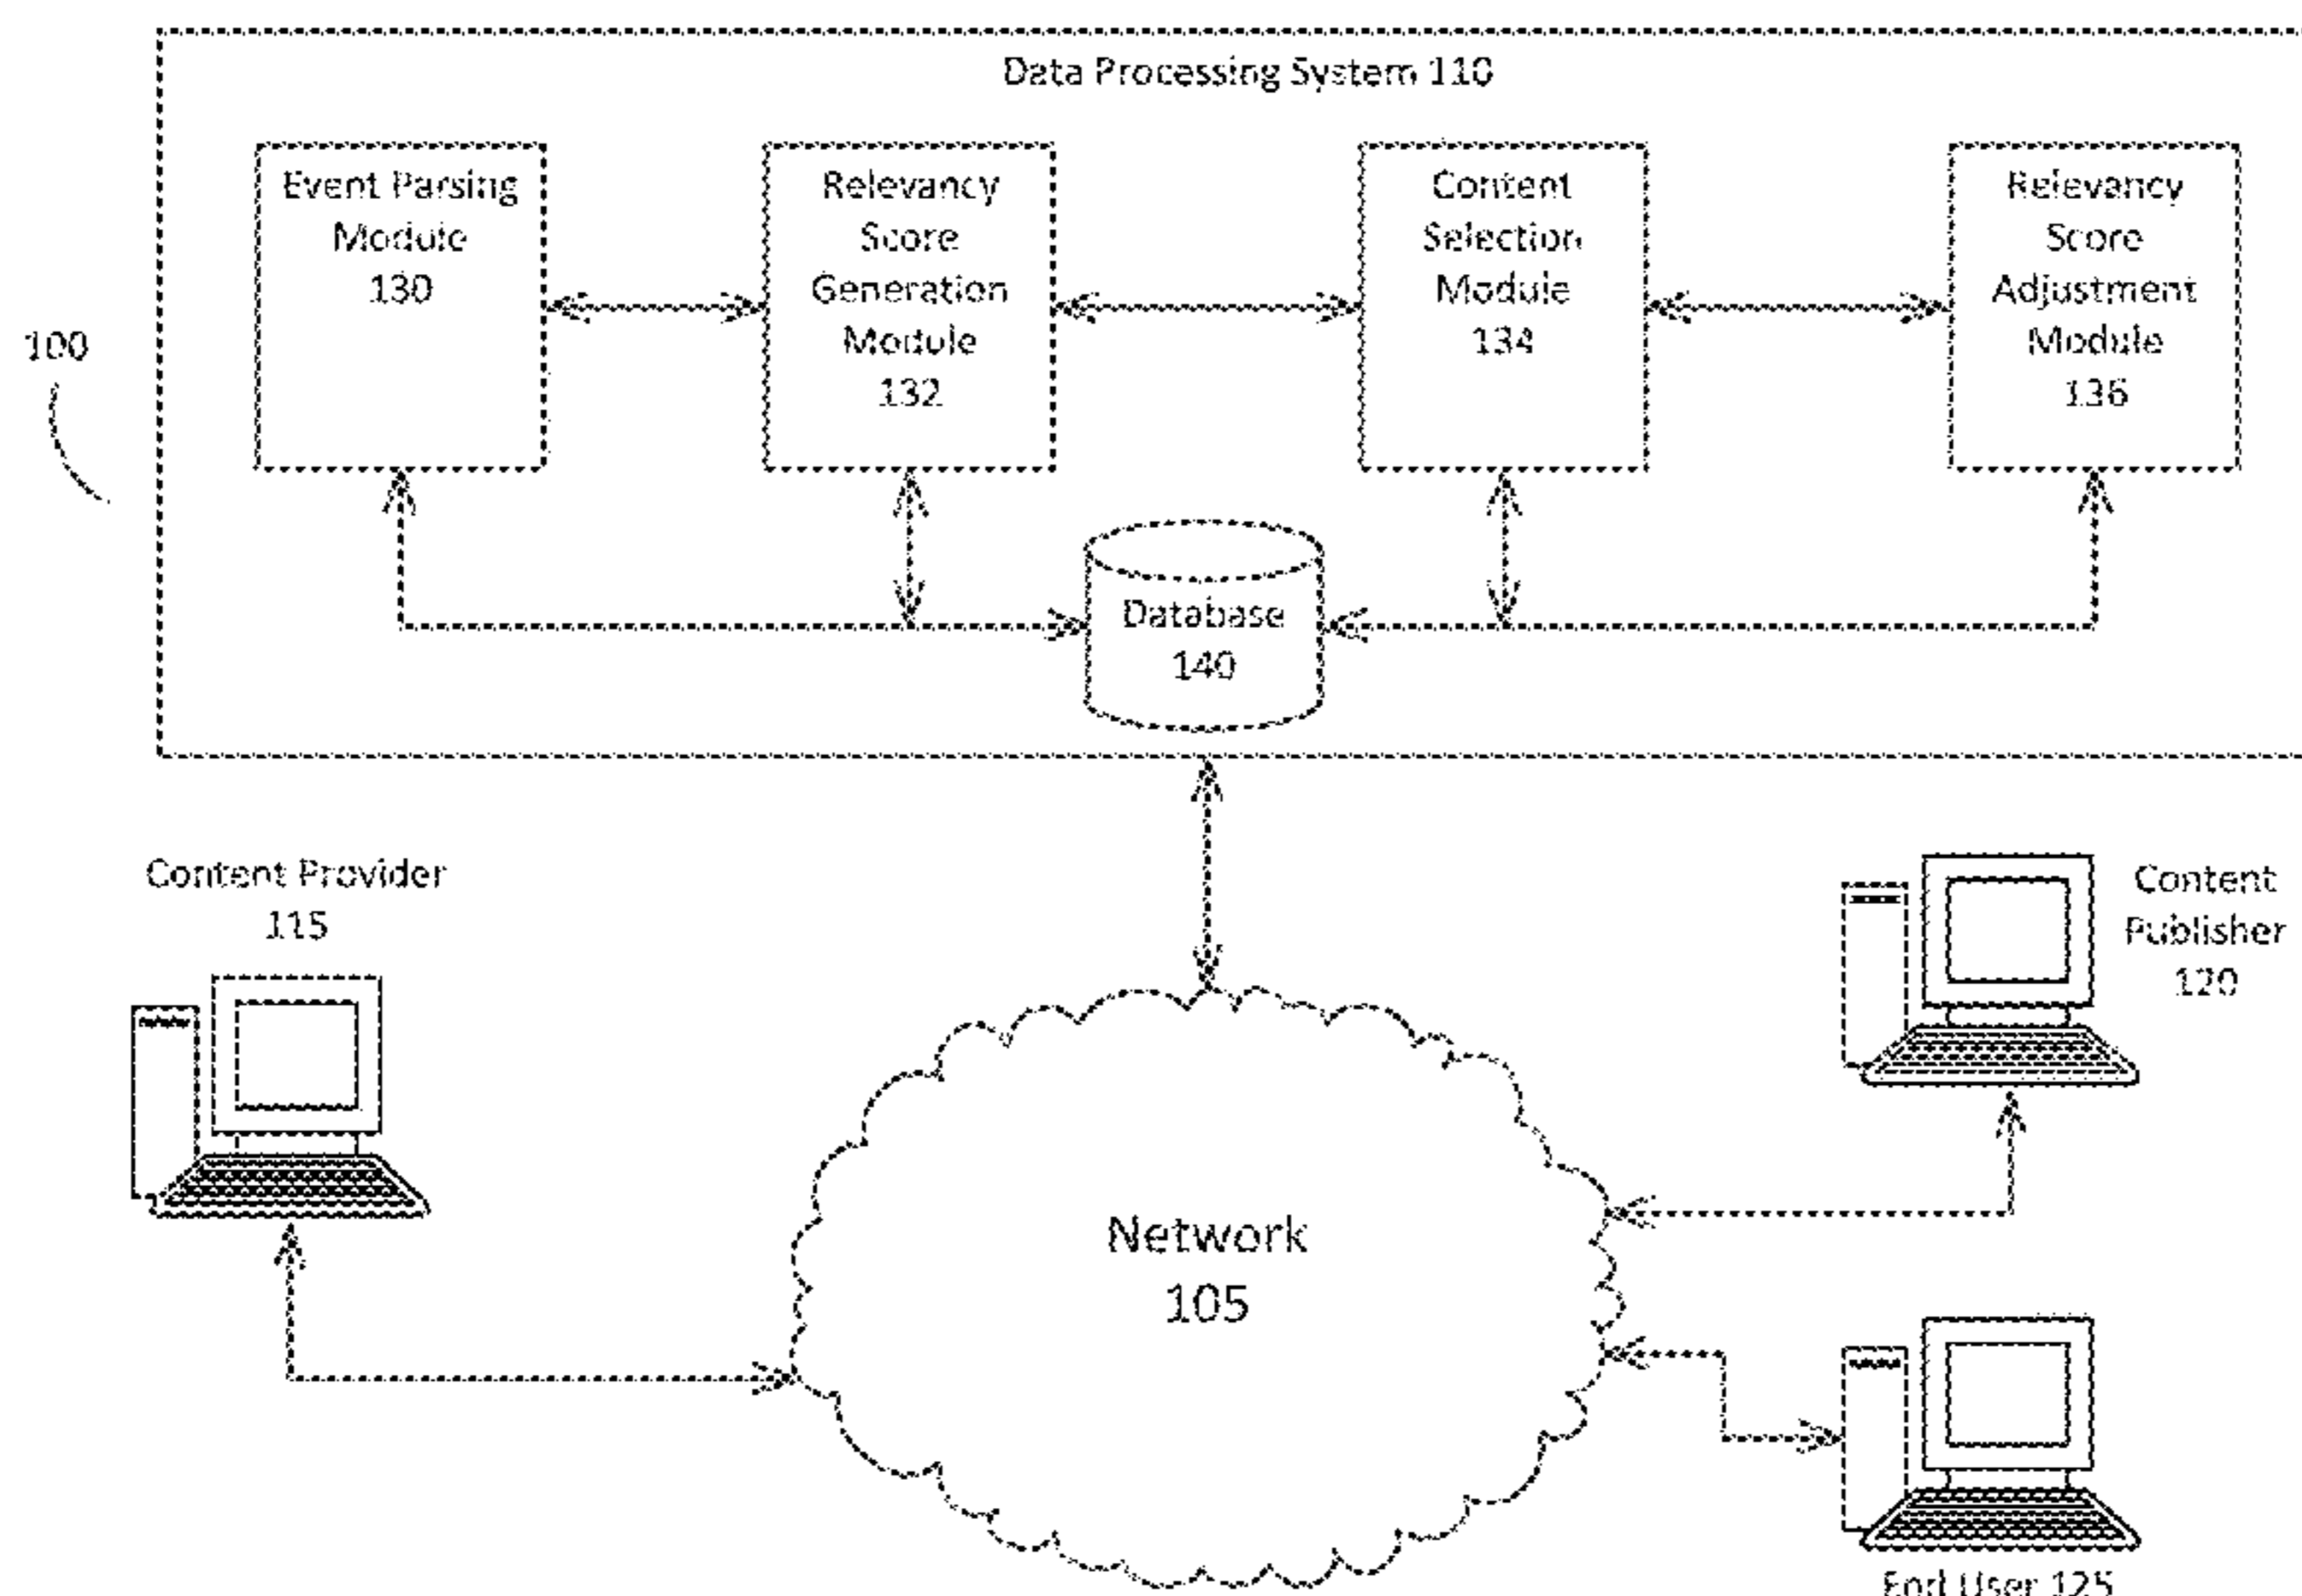 Data Processing System 110
Event Parsing
Module
130
Relevancy
Score
Generation
Module
132
Content
Selection
Module
134
Relevancy
Score
Adjustment
Module
136
100
Database
140
Content Provider
115
Content
Publisher
120
Network
105
End User 125